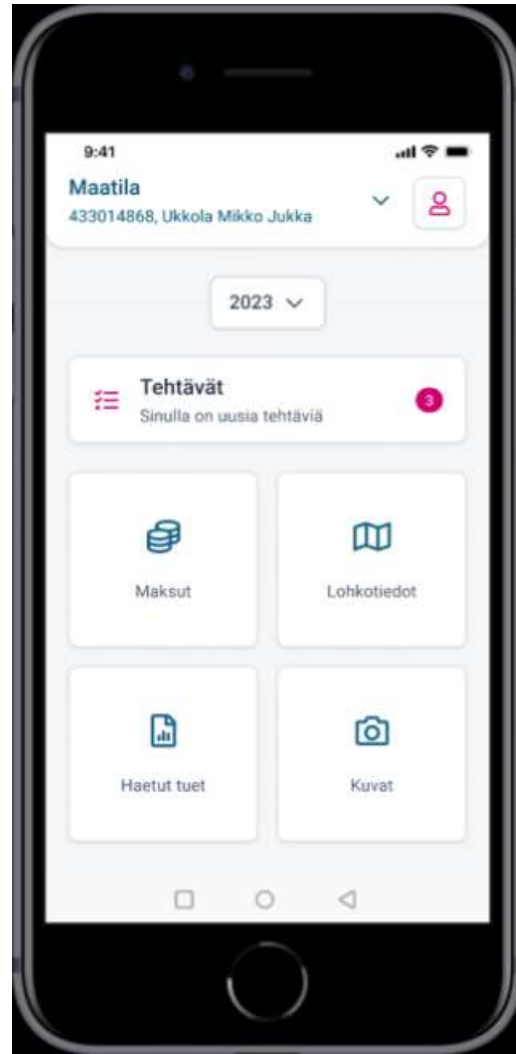 9:41
Maatila
433014868, Ukkola Mikko Jukka
2023
Tehtävät
Sinulla on uusia tehtäviä
3
Maksut
Lohkotiedot
Haetut tuet
Kuvat